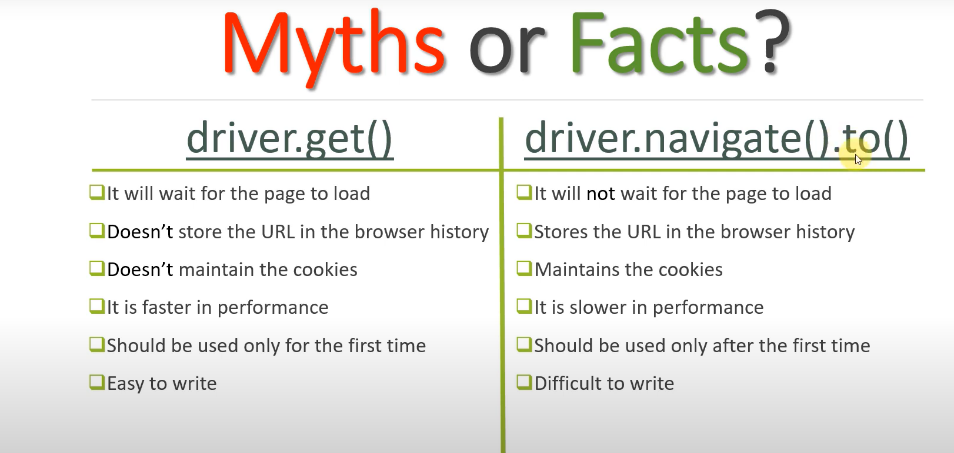 Myths or Facts?
driver.get()
❑It will wait for the page to load
❑Doesn’t store the URL in the browser history
❑Doesn’t maintain the cookies
❑It is faster in performance
❑Should be used only for the first time
❑Easy to write
driver.navigate().to()
❑It will not wait for the page to load
❑Stores the URL in the browser history
❑Maintains the cookies
❑It is slower in performance
❑Should be used only after the first time
❑Difficult to write